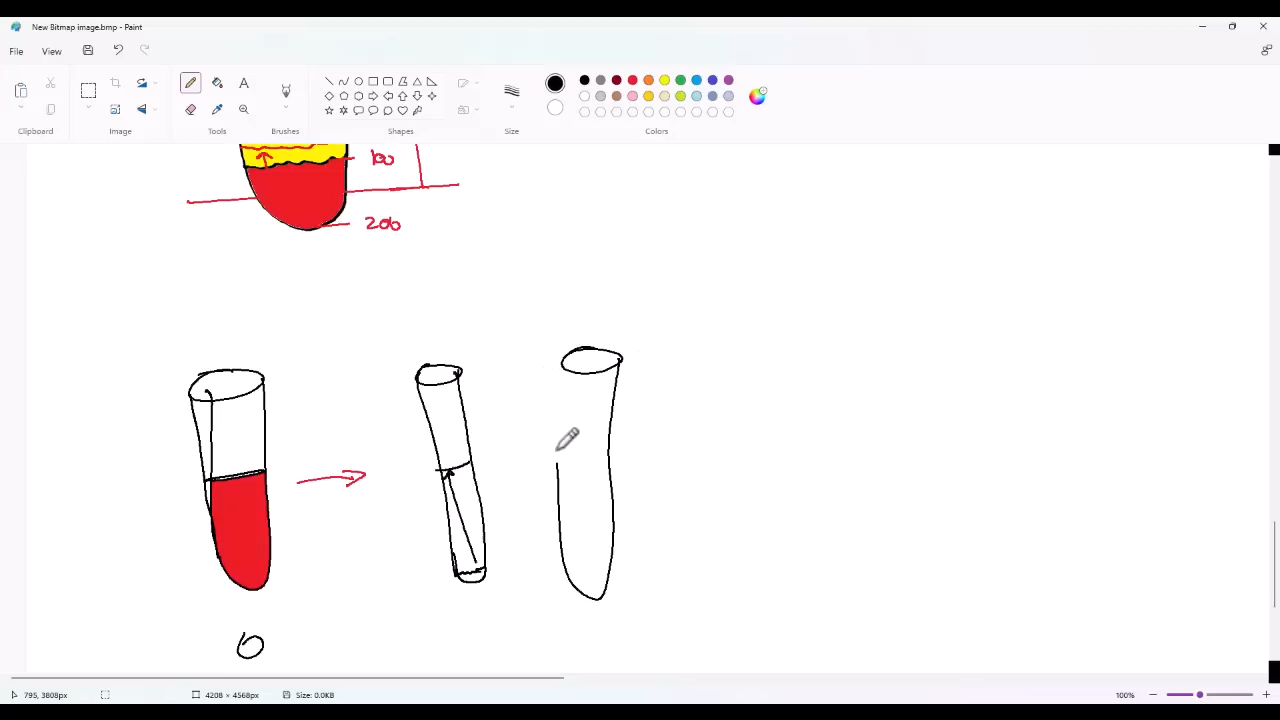 New Bitmap image.bmp - Paint
File View
Clipboard Image Tools Brushes Shapes Size Colors
A
100
200
0
795, 3808px 4208 × 4568px Size: 0.0KB 100%